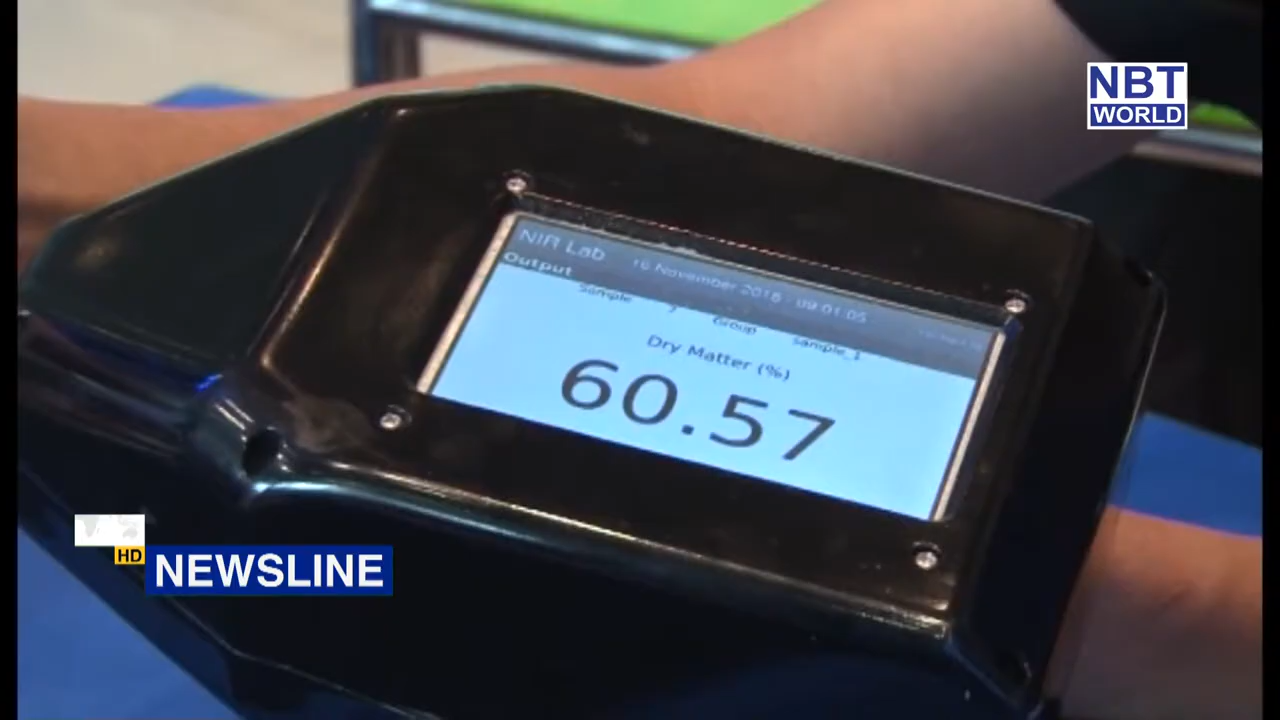 NBT
WORLD
NIR Lab 16 November 2018 - 09:01:05
Output
Sample Group Sample_1
Dry Matter (%)
60.57
HD
NEWSLINE